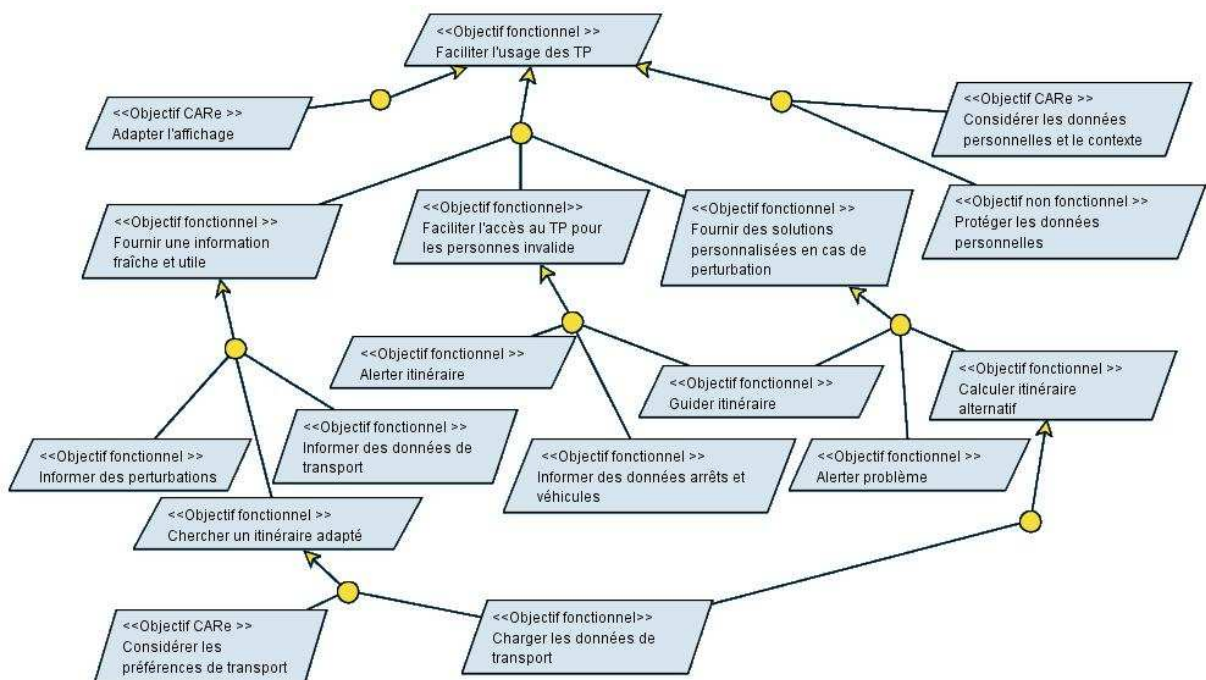 <<Objectif fonctionnel >>
Faciliter l'usage des TP
<<Objectif CARe >>
Adapter l'affichage
<<Objectif CARe >>
Considérer les données
personnelles et le contexte
<<Objectif non fonctionnel >>
Protéger les données
personnelles
<<Objectif fonctionnel >>
Fournir une information
fraîche et utile
<<Objectif fonctionnel>>
Faciliter l'accès au TP pour
les personnes invalide
<<Objectif fonctionnel >>
Fournir des solutions
personnalisées en cas de
perturbation
<<Objectif fonctionnel >>
Alerter itinéraire
<<Objectif fonctionnel >>
Guider itinéraire
<<Objectif fonctionnel >>
Calculer itinéraire
alternatif
<<Objectif fonctionnel >>
Informer des perturbations
<<Objectif fonctionnel >>
Informer des données de
transport
<<Objectif fonctionnel >>
Informer des données arrêts et
véhicules
<<Objectif fonctionnel >>
Alerter problème
<<Objectif fonctionnel >>
Chercher un itinéraire adapté
<<Objectif CARe >>
Considérer les
préférences de transport
<<Objectif fonctionnel>>
Charger les données de
transport